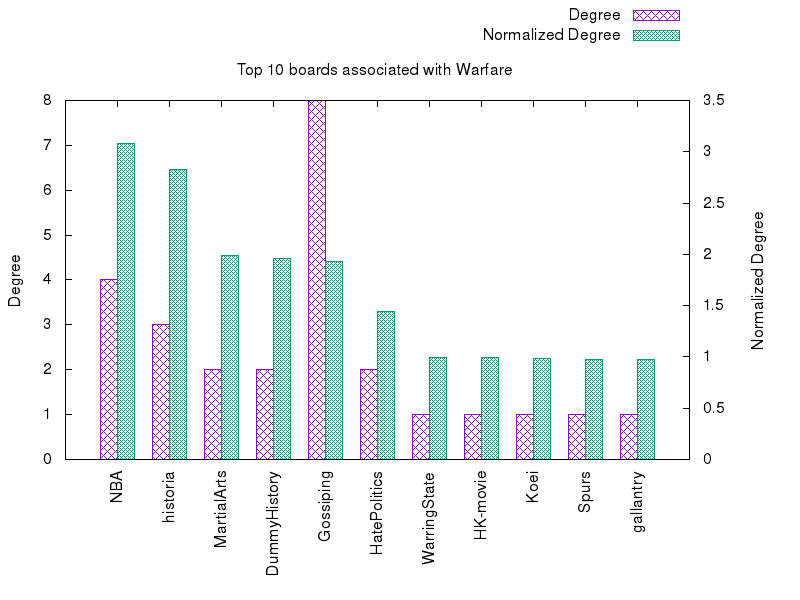 Degree
Normalized Degree
Top 10 boards associated with Warfare
8
7
6
5
4
3
2
1
0
3.5
3
2.5
2
1.5
1
0.5
0
Degree
Normalized Degree
NBA
historia
MartialArts
DummyHistory
Gossiping
HatePolitics
WarringState
HK-movie
Koei
Spurs
gallantry